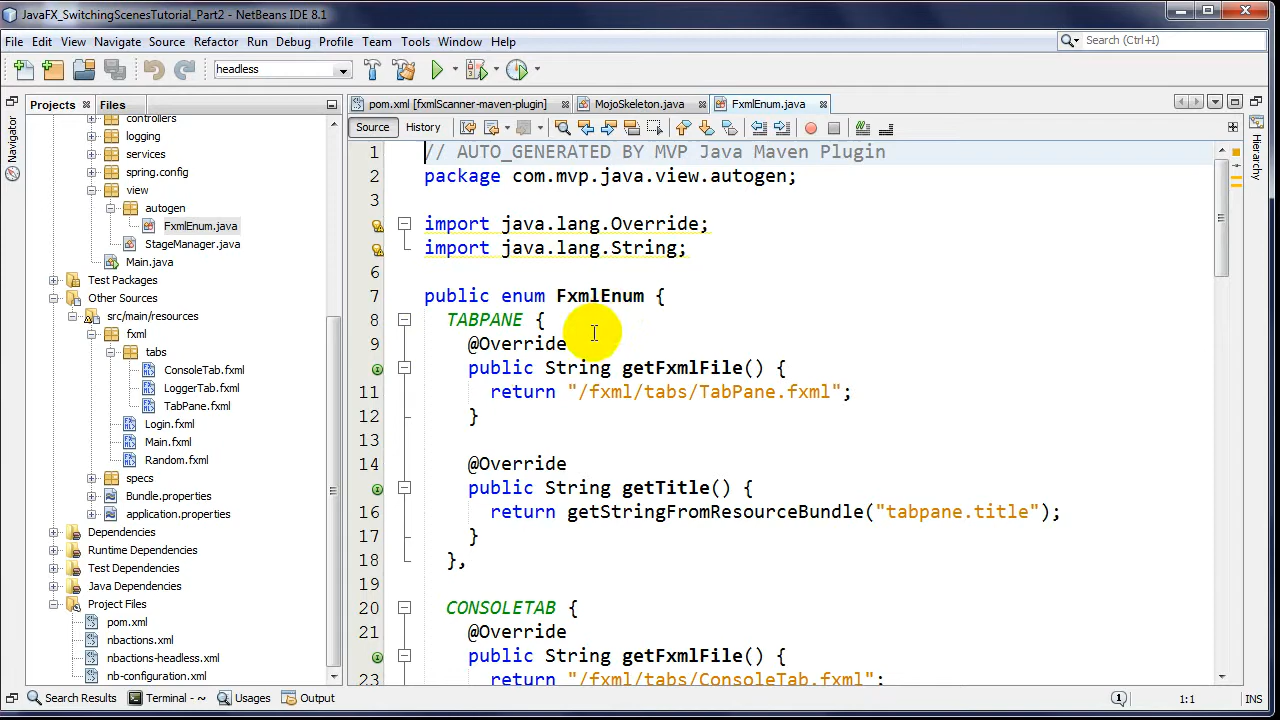 JavaFX_SwitchingScenesTutorial_Part2 - NetBeans IDE 8.1
File Edit View Navigate Source Refactor Run Debug Profile Team Tools Window Help
Search (Ctrl+I)
headless
Projects Files
pom.xml [fxmlScanner-maven-plugin] MojoSkeleton.java FxmlEnum.java
Source History
Navigator
Hierarchy
controllers
logging
services
spring.config
view
autogen
FxmlEnum.java
StageManager.java
Main.java
Test Packages
Other Sources
src/main/resources
fxml
tabs
ConsoleTab.fxml
LoggerTab.fxml
TabPane.fxml
Login.fxml
Main.fxml
Random.fxml
specs
Bundle.properties
application.properties
Dependencies
Runtime Dependencies
Test Dependencies
Java Dependencies
Project Files
pom.xml
nbactions.xml
nbactions-headless.xml
nb-configuration.xml
1 // AUTO_GENERATED BY MVP Java Maven Plugin
2 package com.mvp.java.view.autogen;
3
import java.lang.Override;
import java.lang.String;
6
7 public enum FxmlEnum {
8 TABPANE {
9 @Override
public String getFxmlFile() {
11 return "/fxml/tabs/TabPane.fxml";
12 }
13
14 @Override
public String getTitle() {
16 return getStringFromResourceBundle("tabpane.title");
17 }
18 },
19
20 CONSOLETAB {
21 @Override
public String getFxmlFile() {
23 return "/fxml/tabs/ConsoleTab.fxml";
Search Results Terminal - ~ Usages Output
1 1:1 INS